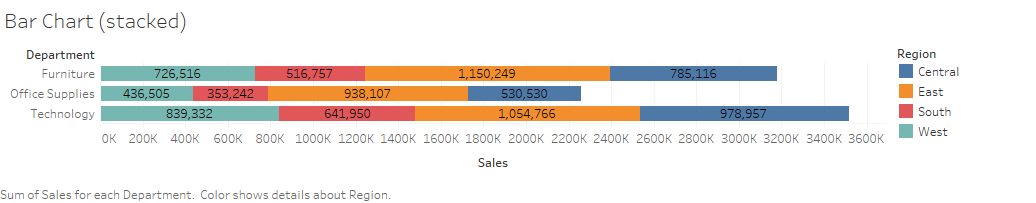 Bar Chart (stacked)
Department
Furniture 726,516 516,757 1,150,249 785,116
Office Supplies 436,505 353,242 938,107 530,530
Technology 839,332 641,950 1,054,766 978,957
0K 200K 400K 600K 800K 1000K 1200K 1400K 1600K 1800K 2000K 2200K 2400K 2600K 2800K 3000K 3200K 3400K 3600K
Sales
Region
Central
East
South
West
Sum of Sales for each Department. Color shows details about Region.